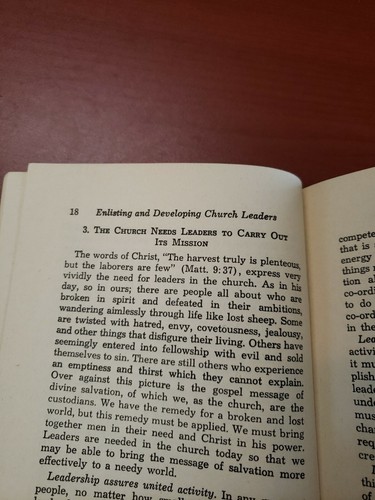 18 Enlisting and Developing Church Leaders
3. The Church Needs Leaders to Carry Out
Its Mission
The words of Christ, "The harvest truly is plenteous,
but the laborers are few" (Matt. 9:37), express very
vividly the need for leaders in the church. As in his
day, so in ours; there are people all about who are
broken in spirit and defeated in their ambitions,
wandering aimlessly through life like lost sheep. Some
are twisted with hatred, envy, covetousness, jealousy,
and other things that disfigure their living. Others have
seemingly entered into fellowship with evil and sold
themselves to sin. There are still others who experience
an emptiness and thirst which they cannot explain.
Over against this picture is the gospel message of
divine salvation, of which we, as the church, are the
custodians. We have the remedy for a broken and lost
world, but this remedy must be applied. We must bring
together men in their need and Christ in his power.
Leaders are needed in the church today so that we
may be able to bring the message of salvation more
effectively to a needy world.
Leadership assures united activity. In any
people, no matter how
compete
that is
energy
things
tion al
to do
co-ordi
co-or
in the
Lea
activi
it mu
plish
leade
unde
mus
cha
req
cre